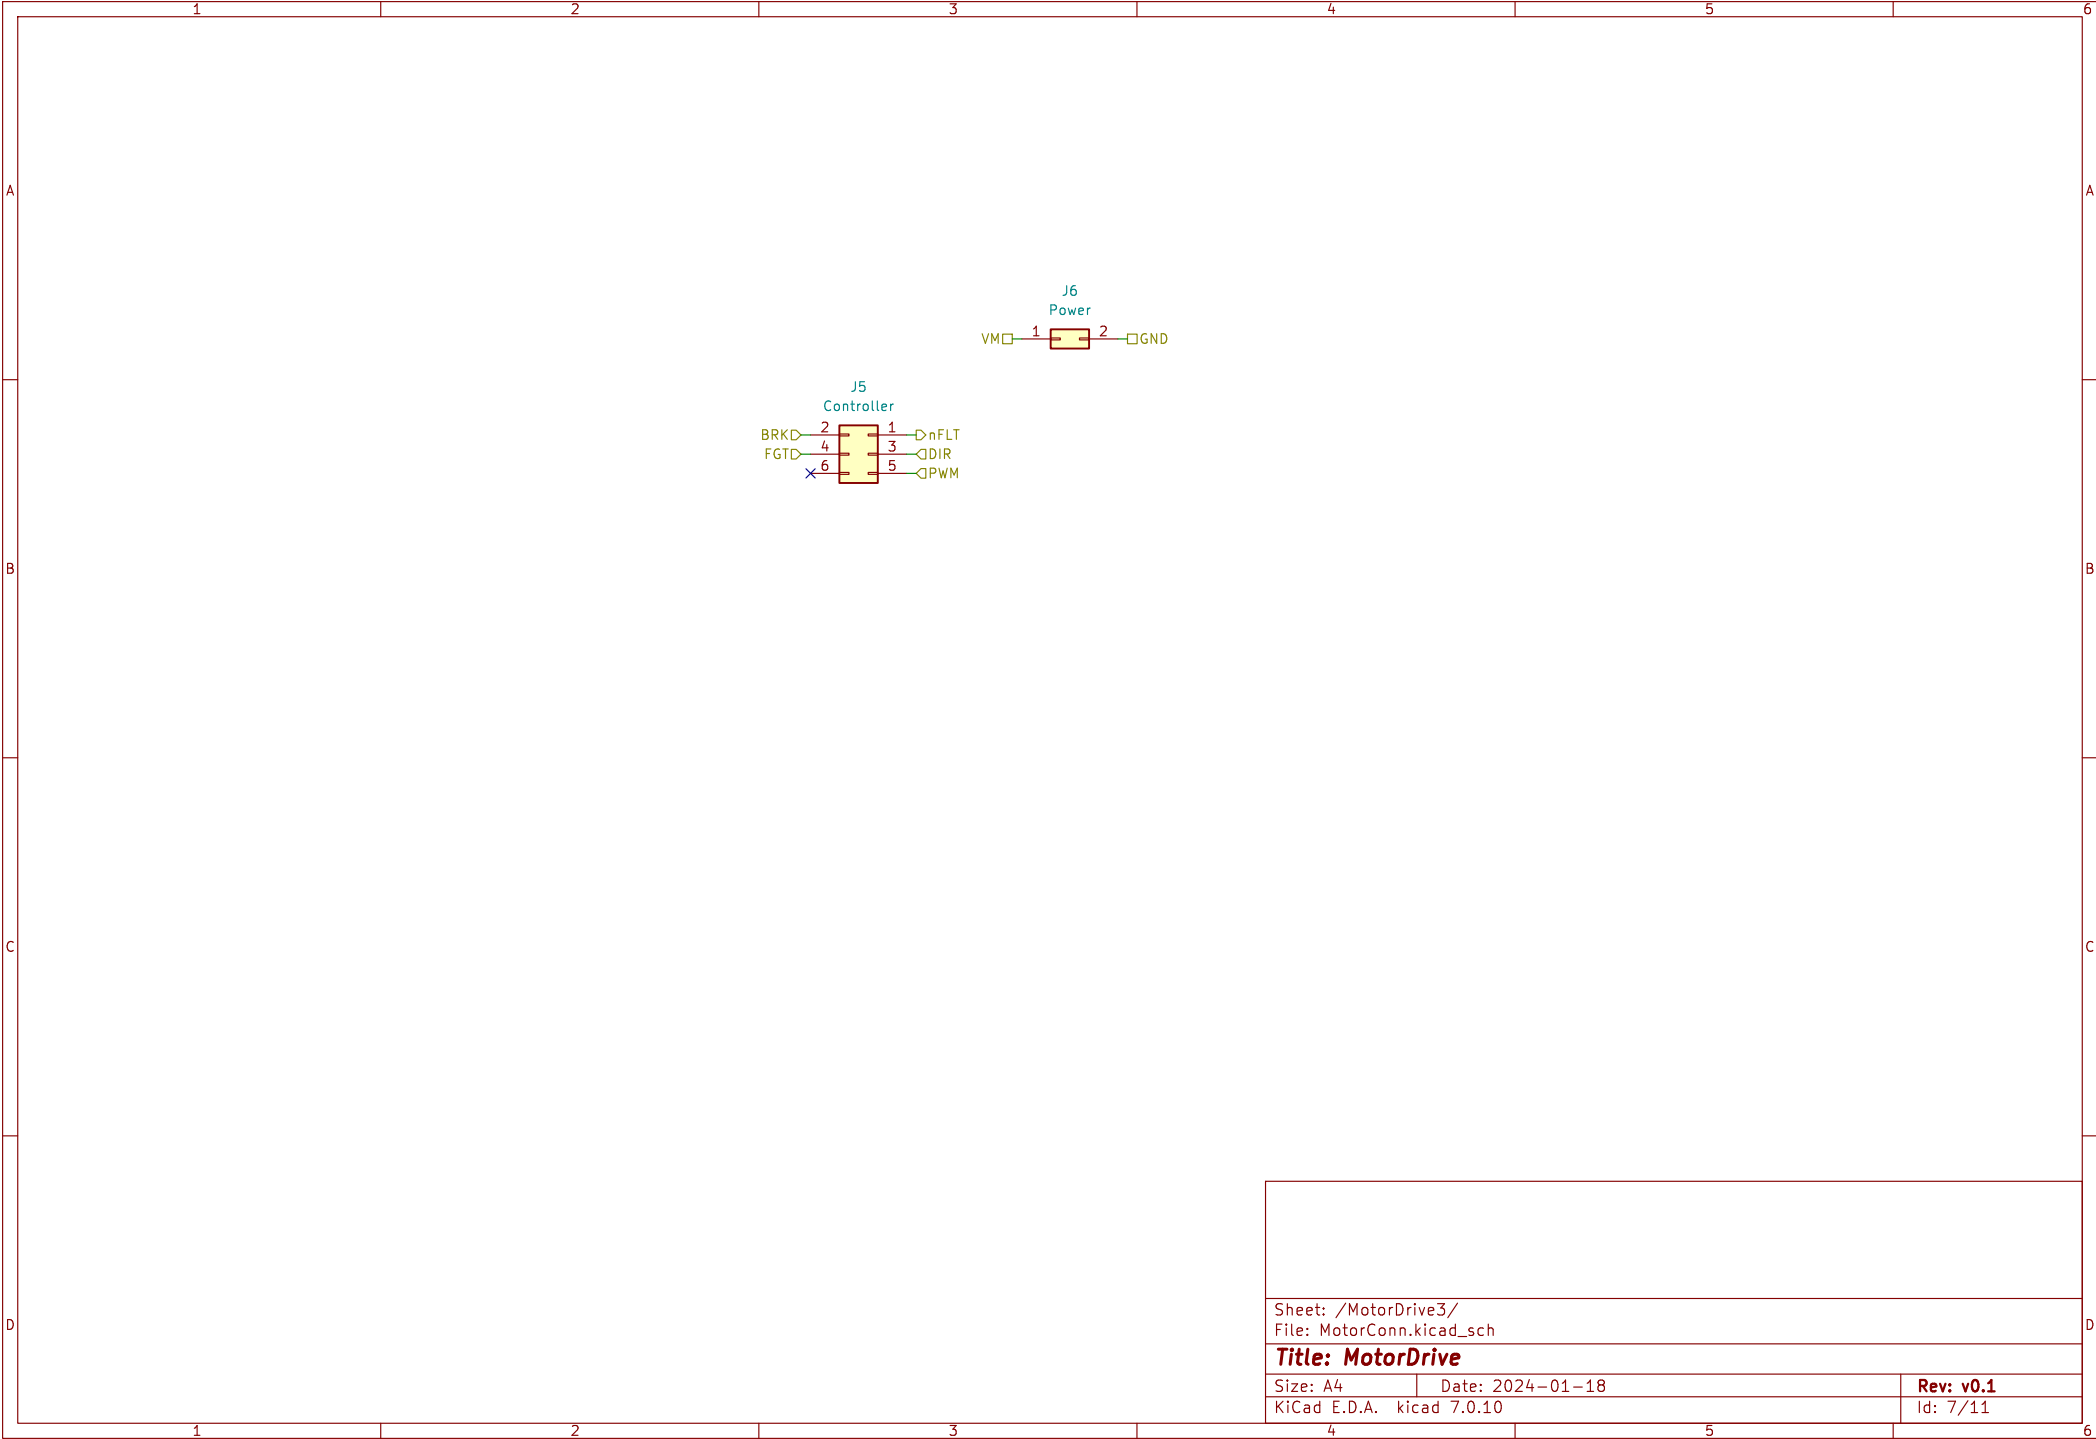 1 2 3 4 5 6
A A
J6
Power
VM 1 2 GND
J5
Controller
BRK 2 1 nFLT
FGT 4 3 DIR
6 5 PWM
B B
C C
Sheet: /MotorDrive3/
File: MotorConn.kicad_sch
D D
Title: MotorDrive
Size: A4 Date: 2024-01-18 Rev: v0.1
KiCad E.D.A. kicad 7.0.10 Id: 7/11
1 2 3 4 5 6